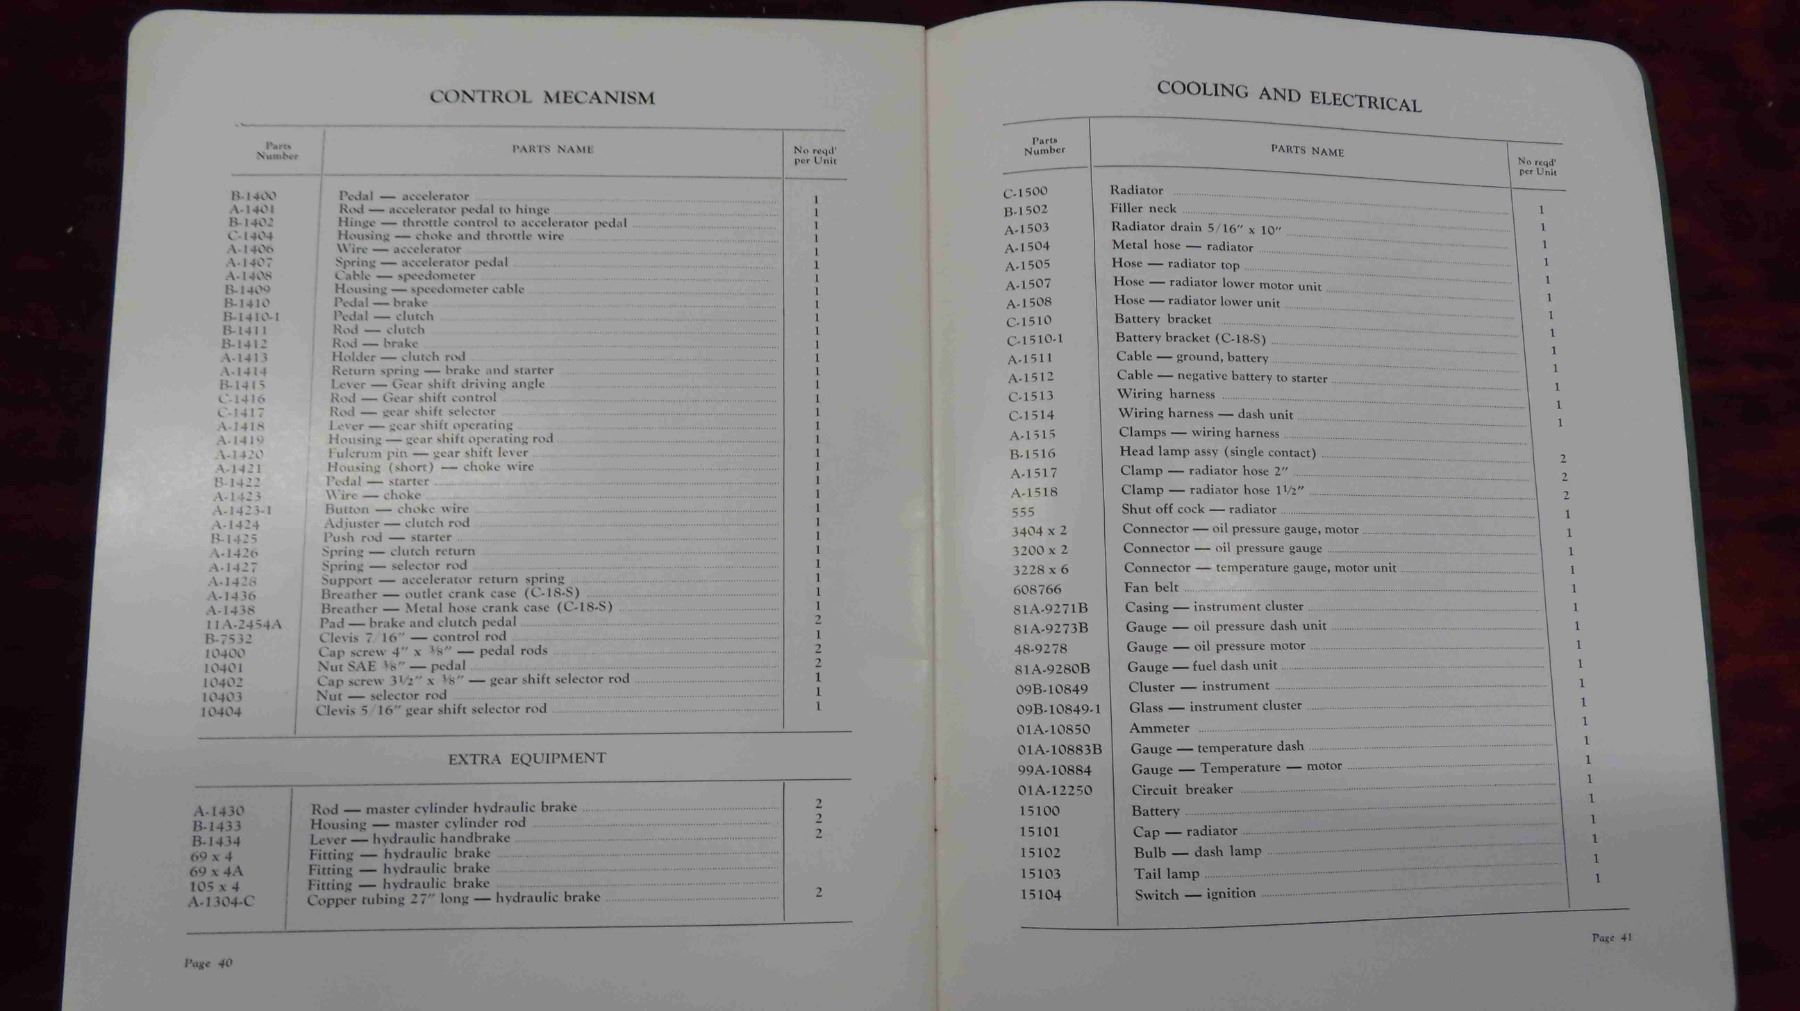 CONTROL MECANISM
Parts Number PARTS NAME No reqd' per Unit
B-1400 Pedal — accelerator 1
A-1401 Rod — accelerator pedal to hinge 1
B-1402 Hinge — throttle control to accelerator pedal 1
C-1404 Housing — choke and throttle wire 1
A-1406 Wire — accelerator 1
A-1407 Spring — accelerator pedal 1
A-1408 Cable — speedometer 1
B-1409 Housing — speedometer cable 1
B-1410 Pedal — brake 1
B-1410-1 Pedal — clutch 1
B-1411 Rod — clutch 1
B-1412 Rod — brake 1
A-1413 Holder — clutch rod 1
A-1414 Return spring — brake and starter 1
B-1415 Lever — Gear shift driving angle 1
C-1416 Rod — Gear shift control 1
C-1417 Rod — gear shift selector 1
A-1418 Lever — gear shift operating 1
A-1419 Housing — gear shift operating rod 1
A-1420 Fulcrum pin — gear shift lever 1
A-1421 Housing (short) — choke wire 1
B-1422 Pedal — starter 1
A-1423 Wire — choke 1
A-1423-1 Button — choke wire 1
A-1424 Adjuster — clutch rod 1
B-1425 Push rod — starter 1
A-1426 Spring — clutch return 1
A-1427 Spring — selector rod 1
A-1428 Support — accelerator return spring 1
A-1436 Breather — outlet crank case (C-18-S) 1
A-1438 Breather — Metal hose crank case (C-18-S) 1
11A-2454A Pad — brake and clutch pedal 2
B-7532 Clevis 7/16" — control rod 1
10400 Cap screw 4" x 3/8" — pedal rods 2
10401 Nut SAE 3/8" — pedal 2
10402 Cap screw 3 1/2" x 3/8" — gear shift selector rod 1
10403 Nut — selector rod 1
10404 Clevis 5/16" gear shift selector rod 1
EXTRA EQUIPMENT
A-1430 Rod — master cylinder hydraulic brake 2
B-1433 Housing — master cylinder rod 2
B-1434 Lever — hydraulic handbrake 2
69 x 4 Fitting — hydraulic brake
69 x 4A Fitting — hydraulic brake
105 x 4 Fitting — hydraulic brake
A-1304-C Copper tubing 27" long — hydraulic brake 2
Page 40
COOLING AND ELECTRICAL
Parts Number PARTS NAME No reqd' per Unit
C-1500 Radiator 1
B-1502 Filler neck 1
A-1503 Radiator drain 5/16" x 10" 1
A-1504 Metal hose — radiator 1
A-1505 Hose — radiator top 1
A-1507 Hose — radiator lower motor unit 1
A-1508 Hose — radiator lower unit 1
C-1510 Battery bracket 1
C-1510-1 Battery bracket (C-18-S) 1
A-1511 Cable — ground, battery 1
A-1512 Cable — negative battery to starter 1
C-1513 Wiring harness 1
C-1514 Wiring harness — dash unit 1
A-1515 Clamps — wiring harness
B-1516 Head lamp assy (single contact) 2
A-1517 Clamp — radiator hose 2" 2
A-1518 Clamp — radiator hose 1 1/2" 2
555 Shut off cock — radiator 1
3404 x 2 Connector — oil pressure gauge, motor 1
3200 x 2 Connector — oil pressure gauge 1
3228 x 6 Connector — temperature gauge, motor unit 1
608766 Fan belt 1
81A-9271B Casing — instrument cluster 1
81A-9273B Gauge — oil pressure dash unit 1
48-9278 Gauge — oil pressure motor 1
81A-9280B Gauge — fuel dash unit 1
09B-10849 Cluster — instrument 1
09B-10849-1 Glass — instrument cluster 1
01A-10850 Ammeter 1
01A-10883B Gauge — temperature dash 1
99A-10884 Gauge — Temperature — motor 1
01A-12250 Circuit breaker 1
15100 Battery 1
15101 Cap — radiator 1
15102 Bulb — dash lamp 1
15103 Tail lamp 1
15104 Switch — ignition 1
Page 41